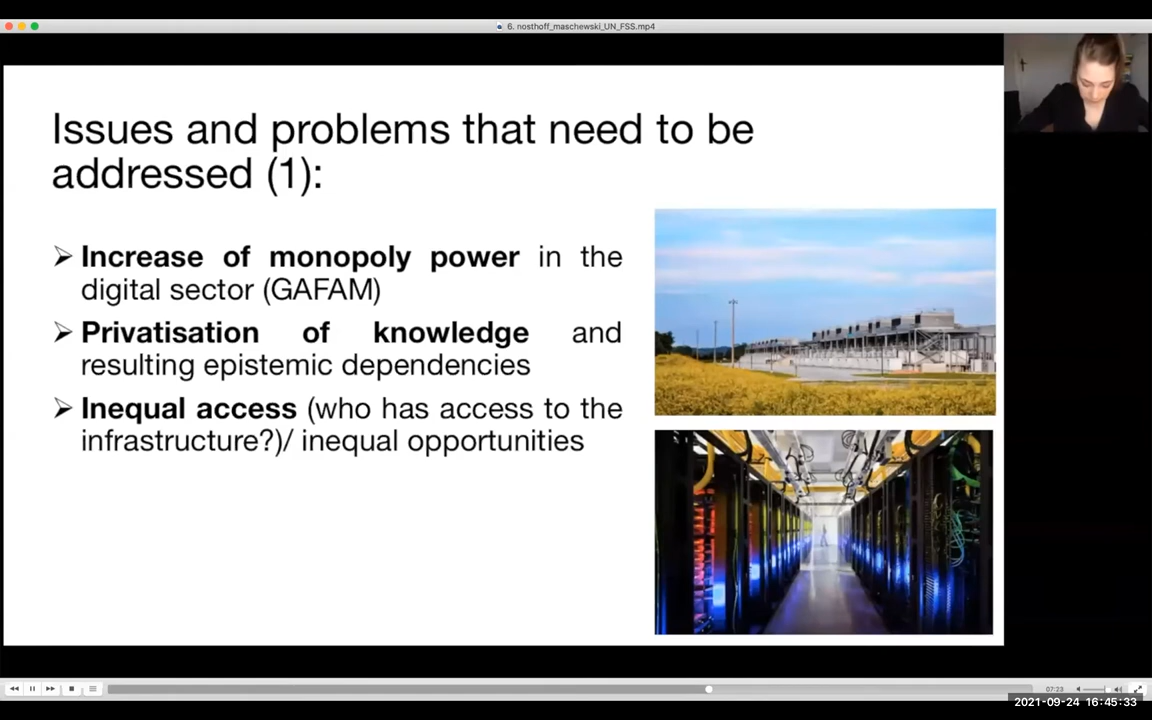 6. nosthoff_maschewski_UN_FSS.mp4
Issues and problems that need to be
addressed (1):
➢ Increase of monopoly power in the
digital sector (GAFAM)
➢ Privatisation of knowledge and
resulting epistemic dependencies
➢ Inequal access (who has access to the
infrastructure?)/ inequal opportunities
07:23
2021-09-24 16:45:33